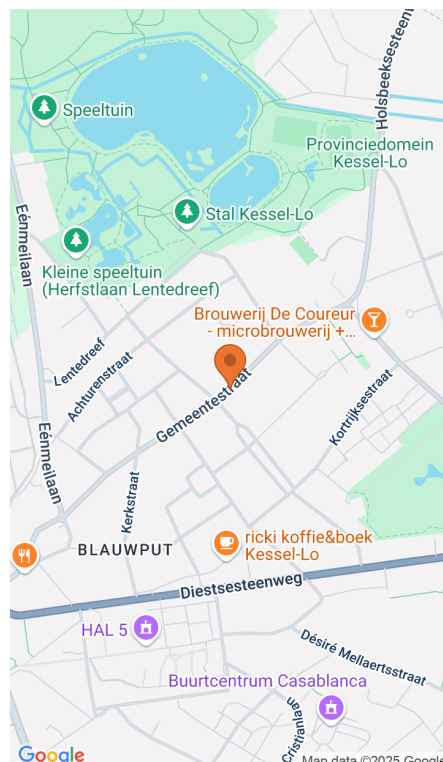 Holsbeeksesteen
Speeltuin
Provinciedomein
Kessel-Lo
Stal Kessel-Lo
Eénmeilaan
Kleine speeltuin
(Herfstlaan Lentedreef)
Brouwerij De Coureur
- microbrouwerij +...
Lentedreef
Achturenstraat
Gemeentestraat
Kortrijksestraat
Eénmeilaan
Kerkstraat
ricki koffie&boek
Kessel-Lo
BLAUWPUT
Diestsesteenweg
HAL 5
Désiré Mellaertsstraat
Buurtcentrum Casablanca
Cristianlaan
Google
Map data ©2025 Google